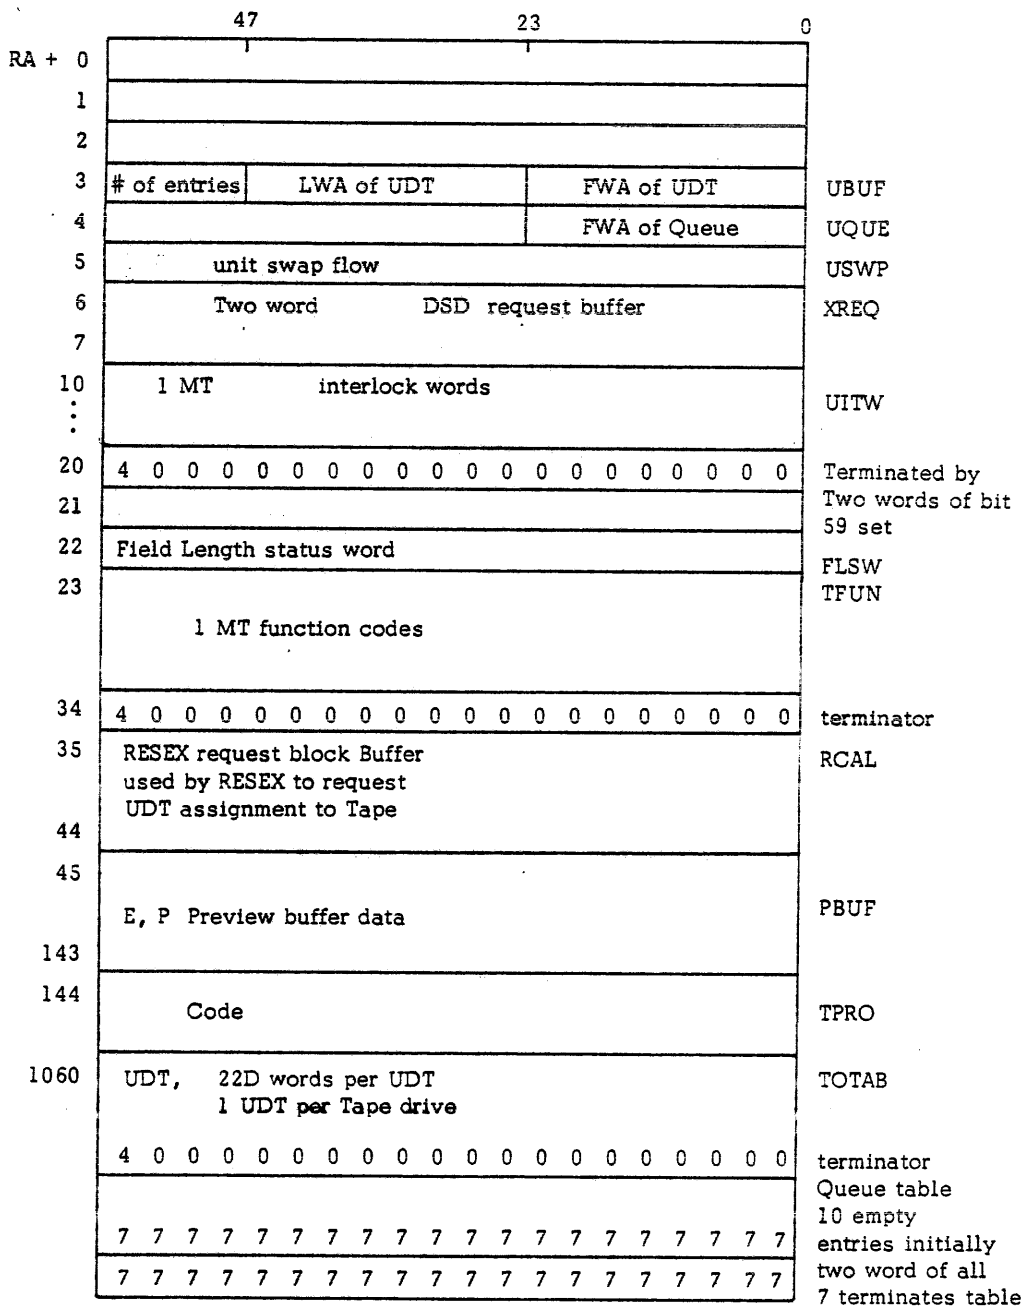 47 23 0
RA + 0
1
2
3 # of entries LWA of UDT FWA of UDT UBUF
4 FWA of Queue UQUE
5 unit swap flow USWP
6 Two word DSD request buffer XREQ
7
10 1 MT interlock words UITW
20 4 0 0 0 0 0 0 0 0 0 0 0 0 0 0 0 0 0 0 0 Terminated by
21 Two words of bit
59 set
22 Field Length status word FLSW
23 TFUN
1 MT function codes
34 4 0 0 0 0 0 0 0 0 0 0 0 0 0 0 0 0 0 0 0 terminator
35 RESEX request block Buffer RCAL
used by RESEX to request
UDT assignment to Tape
44
45
E, P Preview buffer data PBUF
143
144 Code TPRO
1060 UDT, 22D words per UDT TOTAB
1 UDT per Tape drive
4 0 0 0 0 0 0 0 0 0 0 0 0 0 0 0 0 0 0 0 terminator
Queue table
10 empty
7 7 7 7 7 7 7 7 7 7 7 7 7 7 7 7 7 7 7 7 entries initially
7 7 7 7 7 7 7 7 7 7 7 7 7 7 7 7 7 7 7 7 two word of all
7 terminates table